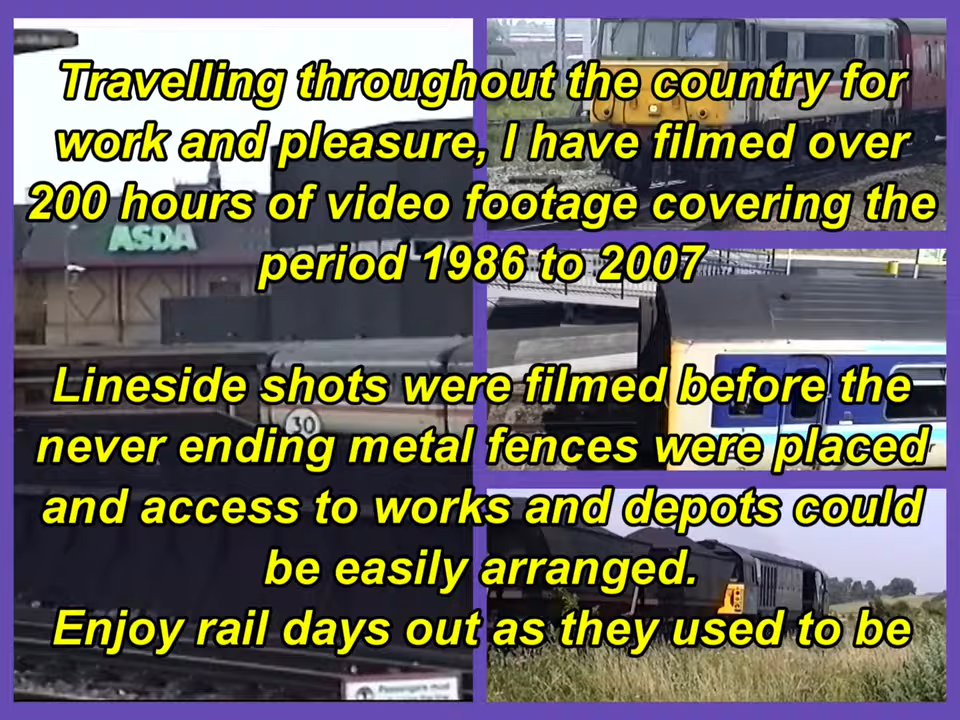 Travelling throughout the country for
work and pleasure, I have filmed over
200 hours of video footage covering the
period 1986 to 2007
ASDA
Lineside shots were filmed before the
30
never ending metal fences were placed
and access to works and depots could
be easily arranged.
Enjoy rail days out as they used to be
Passengers must